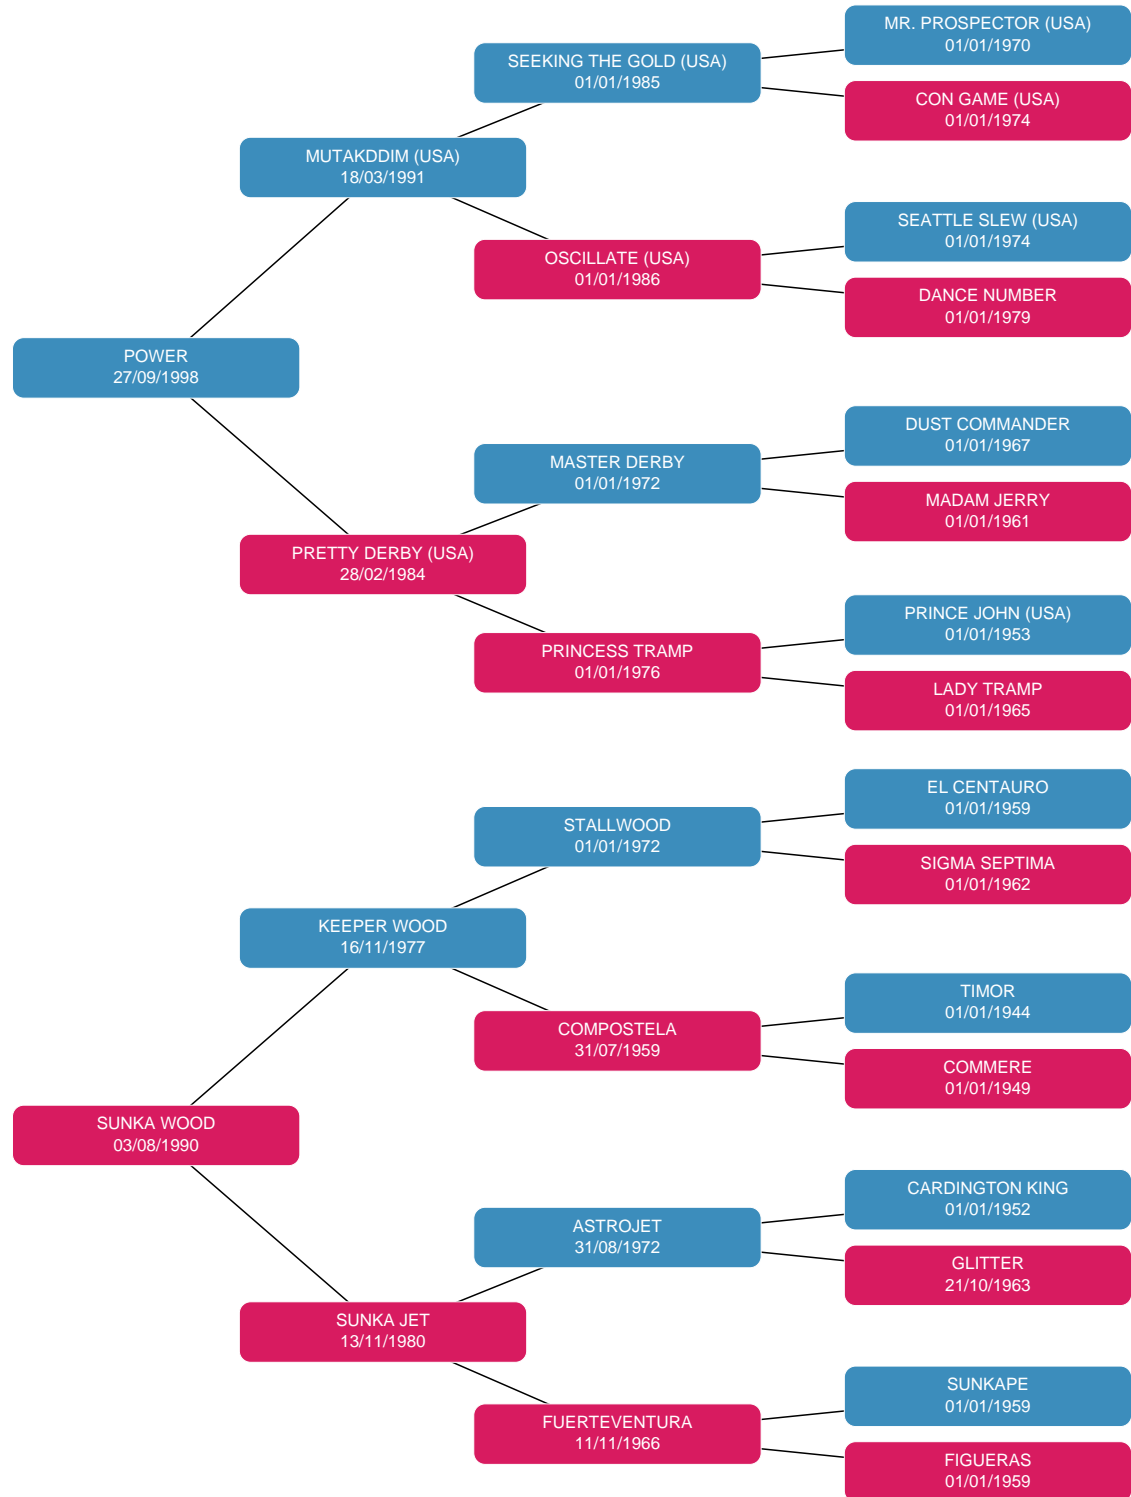 MR. PROSPECTOR (USA)
01/01/1970
SEEKING THE GOLD (USA)
01/01/1985
CON GAME (USA)
01/01/1974
MUTAKDDIM (USA)
18/03/1991
SEATTLE SLEW (USA)
01/01/1974
OSCILLATE (USA)
01/01/1986
DANCE NUMBER
01/01/1979
POWER
27/09/1998
DUST COMMANDER
01/01/1967
MASTER DERBY
01/01/1972
MADAM JERRY
01/01/1961
PRETTY DERBY (USA)
28/02/1984
PRINCE JOHN (USA)
01/01/1953
PRINCESS TRAMP
01/01/1976
LADY TRAMP
01/01/1965
EL CENTAURO
01/01/1959
STALLWOOD
01/01/1972
SIGMA SEPTIMA
01/01/1962
KEEPER WOOD
16/11/1977
TIMOR
01/01/1944
COMPOSTELA
31/07/1959
COMMERE
01/01/1949
SUNKA WOOD
03/08/1990
CARDINGTON KING
01/01/1952
ASTROJET
31/08/1972
GLITTER
21/10/1963
SUNKA JET
13/11/1980
SUNKAPE
01/01/1959
FUERTEVENTURA
11/11/1966
FIGUERAS
01/01/1959